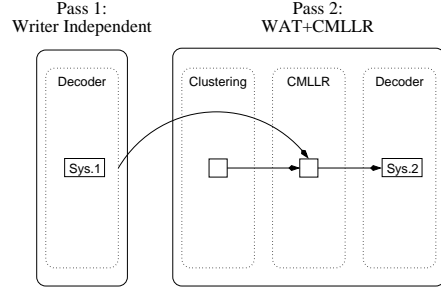 Pass 1:
Writer Independent
Pass 2:
WAT+CMLLR
Decoder
Clustering
CMLLR
Decoder
Sys.1
Sys.2